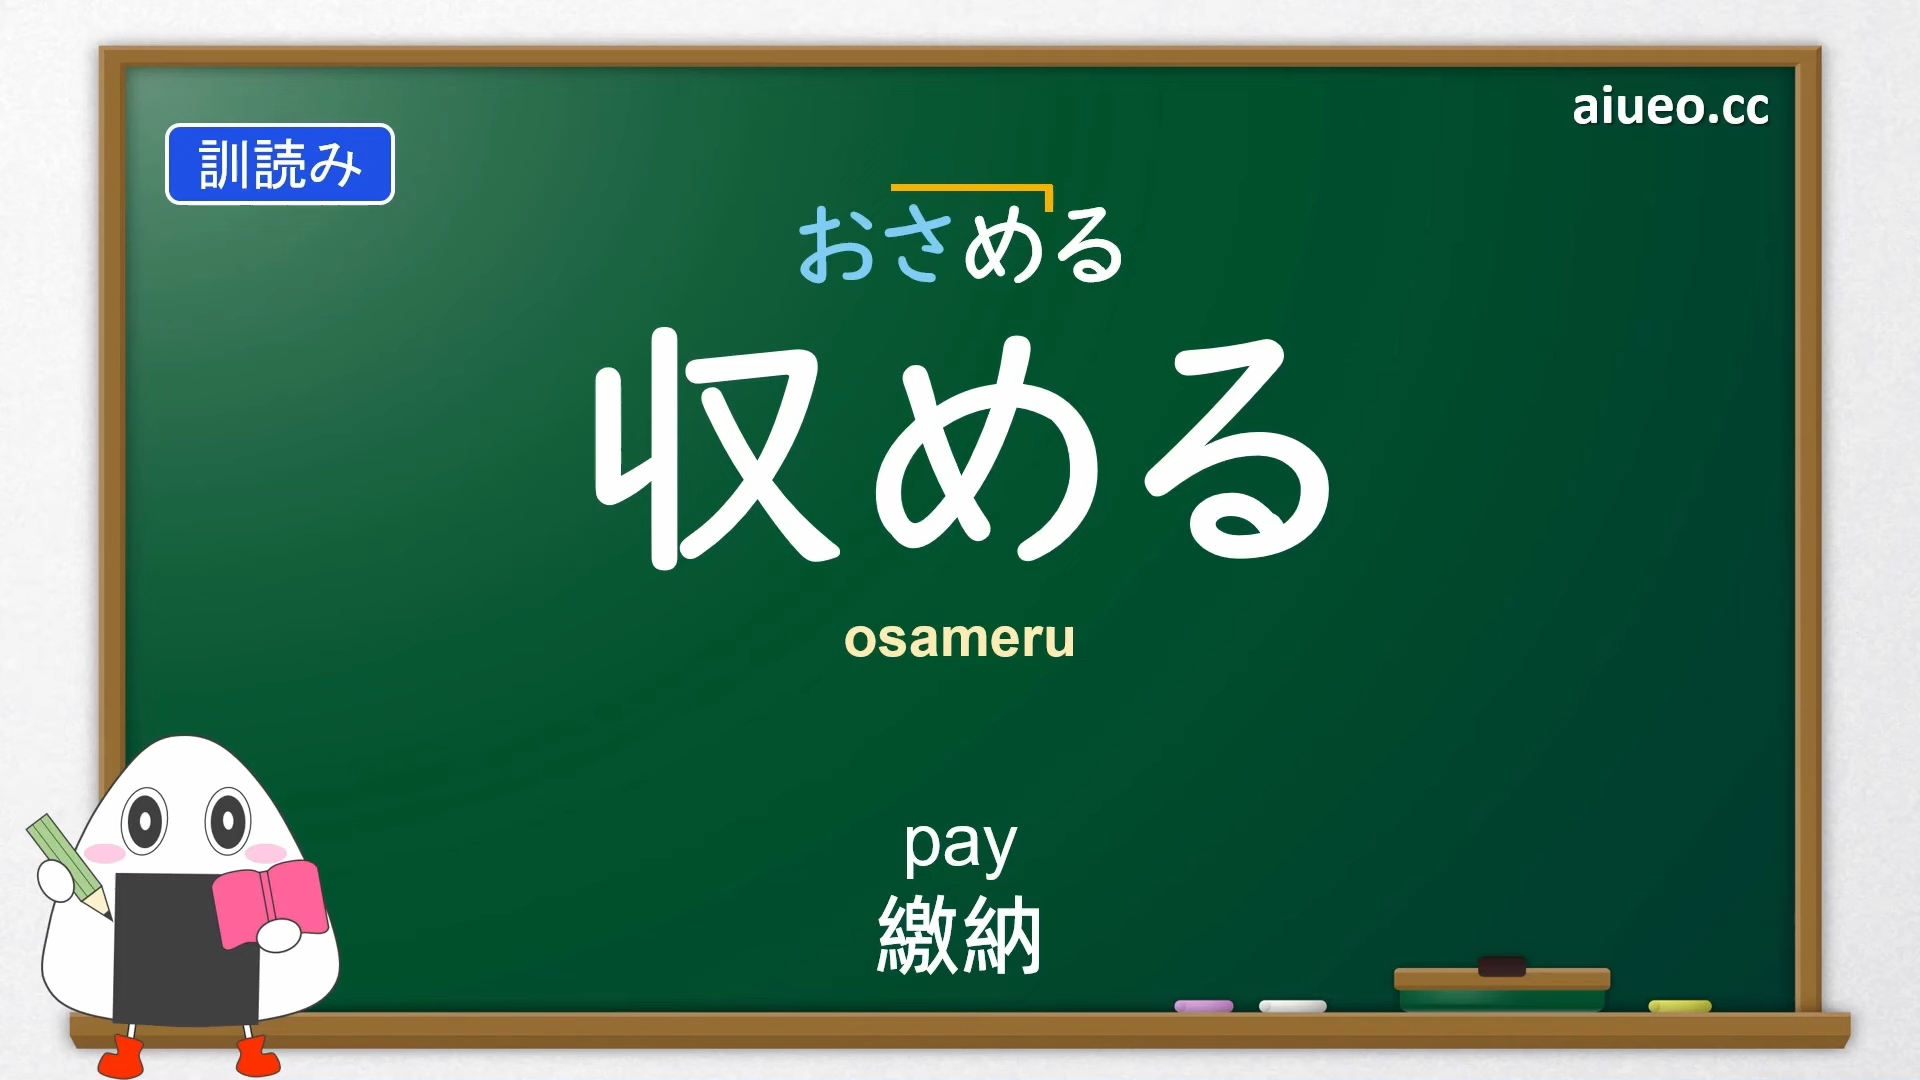 aiueo.cc
訓読み
おさめる
収める
osameru
pay
繳納